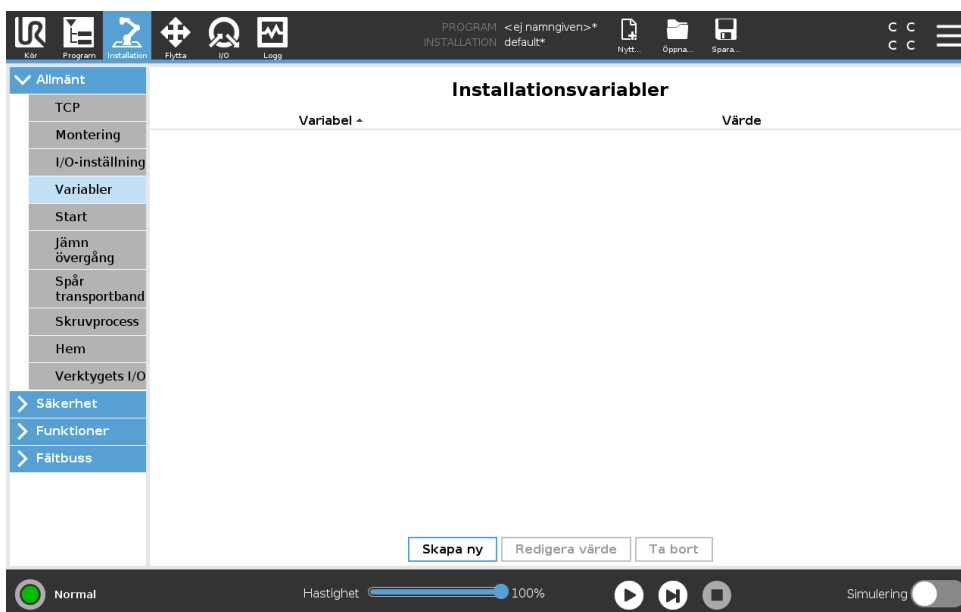 UR
PROGRAM <ej namngiven>*
INSTALLATION default*
Kör Program Installation Flytta I/O Logg Nytt... Öppna... Spara...
C C
C C
Allmänt
TCP
Montering
I/O-inställning
Variabler
Start
Jämn
övergång
Spår
transportband
Skruvprocess
Hem
Verktygets I/O
Säkerhet
Funktioner
Fältbuss
Installationsvariabler
Variabel Värde
Skapa ny Redigera värde Ta bort
Normal Hastighet 100% Simulering